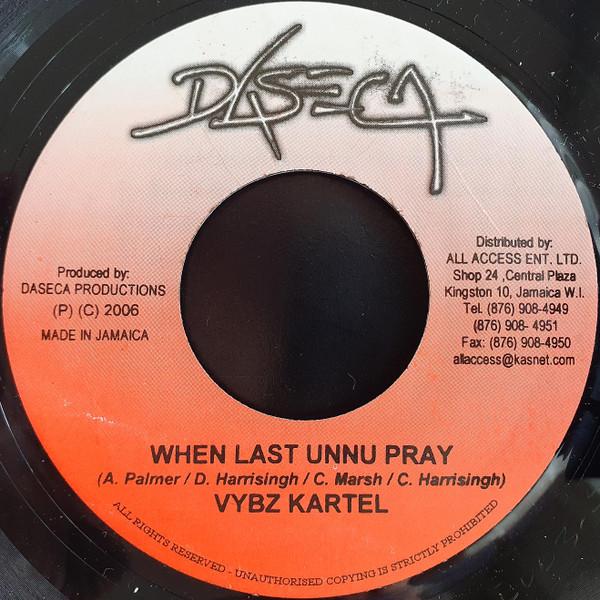 DASECA
Produced by:
DASECA PRODUCTIONS
(P) (C) 2006
MADE IN JAMAICA
Distributed by:
ALL ACCESS ENT. LTD.
Shop 24 ,Central Plaza
Kingston 10, Jamaica W.I.
Tel. (876) 908-4949
(876) 908- 4951
Fax: (876) 908-4950
allaccess@kasnet.com
WHEN LAST UNNU PRAY
(A. Palmer / D. Harrisingh / C. Marsh / C. Harrisingh)
VYBZ KARTEL
ALL RIGHTS RESERVED - UNAUTHORISED COPYING IS STRICTLY PROHIBITED